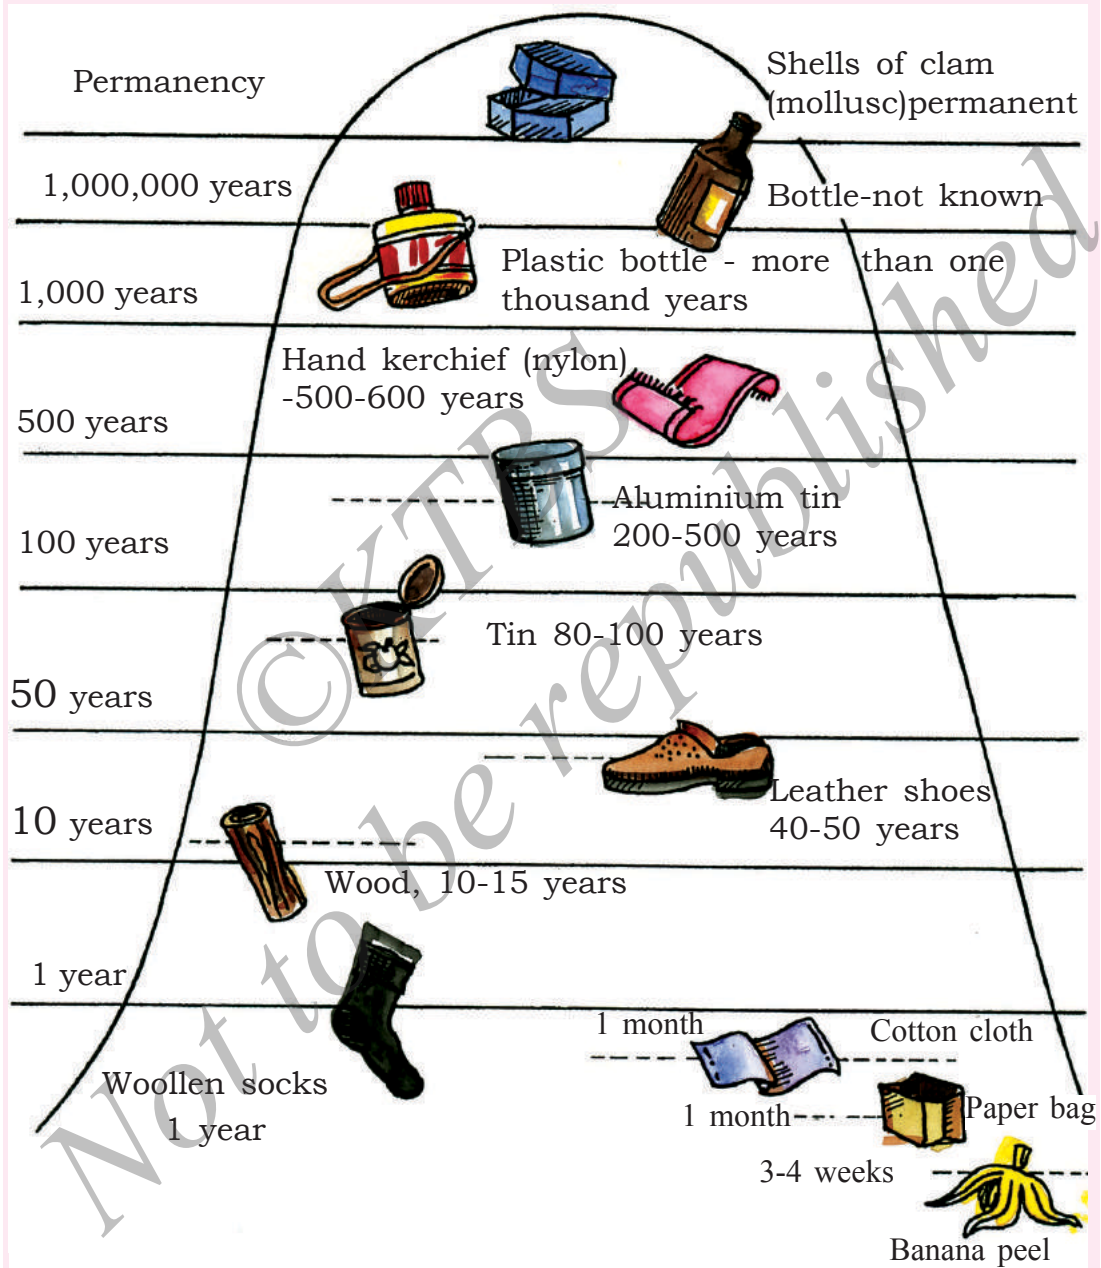 Permanency
Shells of clam
(mollusc)permanent
1,000,000 years
Bottle-not known
Plastic bottle - more than one
thousand years
1,000 years
Hand kerchief (nylon)
-500-600 years
500 years
Aluminium tin
200-500 years
100 years
Tin 80-100 years
50 years
Leather shoes
40-50 years
10 years
Wood, 10-15 years
1 year
1 month
Cotton cloth
Woollen socks
1 year
1 month
Paper bag
3-4 weeks
Banana peel
©KTBS
Not to be republished